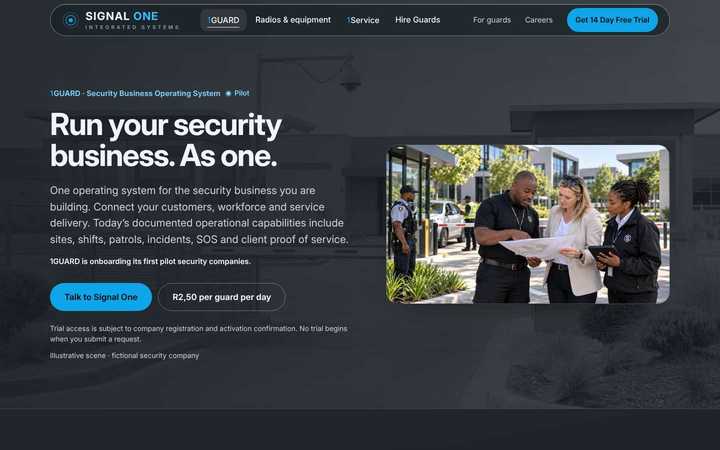 SIGNAL ONE
INTEGRATED SYSTEMS
1GUARD
Radios & equipment
1Service
Hire Guards
For guards
Careers
Get 14 Day Free Trial
1GUARD · Security Business Operating System
Pilot
Run your security
business. As one.
One operating system for the security business you are
building. Connect your customers, workforce and service
delivery. Today's documented operational capabilities include
sites, shifts, patrols, incidents, SOS and client proof of service.
1GUARD is onboarding its first pilot security companies.
Talk to Signal One
R2,50 per guard per day
Trial access is subject to company registration and activation confirmation. No trial begins
when you submit a request.
Illustrative scene · fictional security company